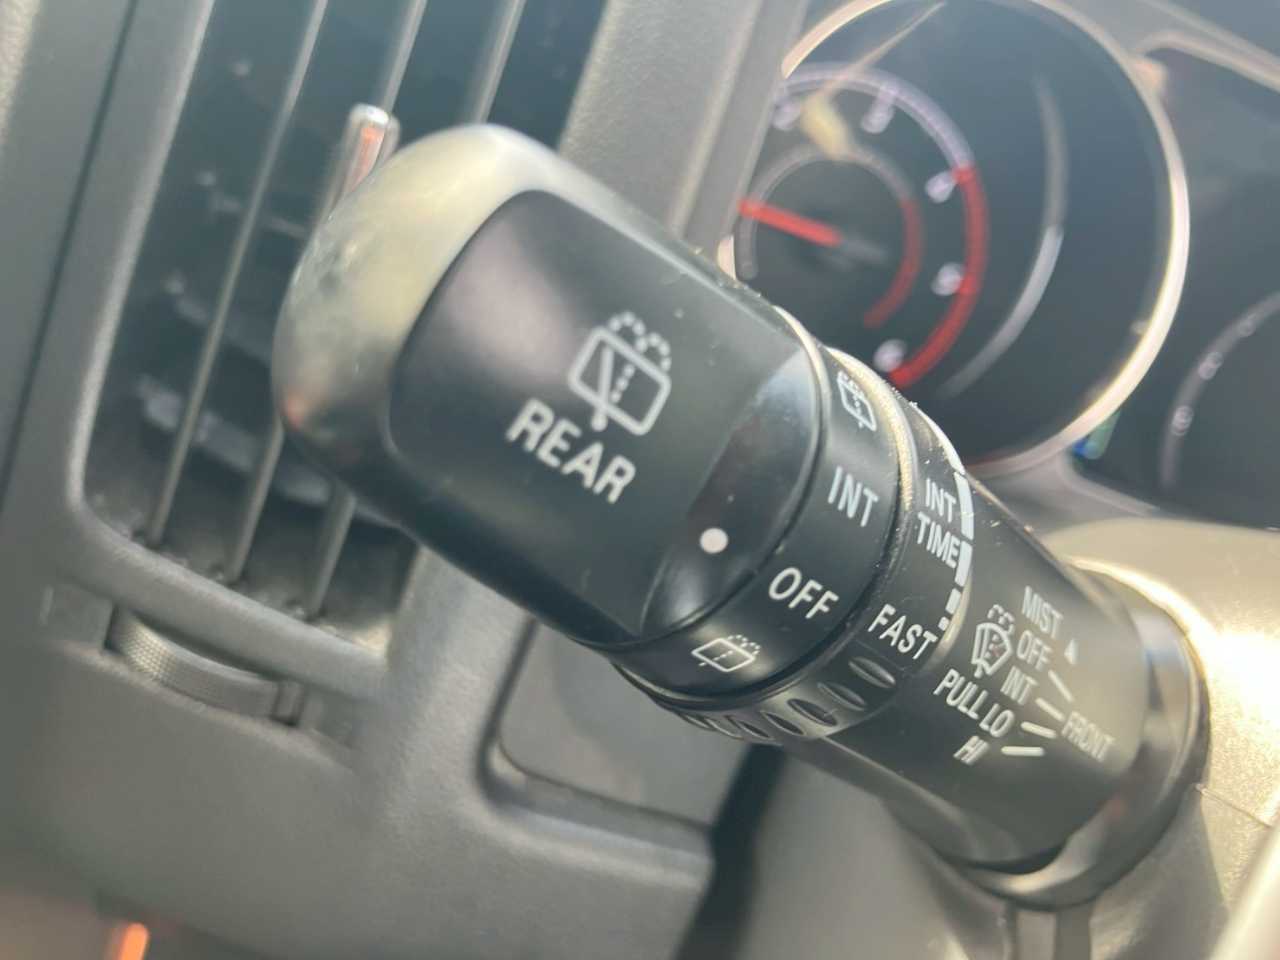 REAR
INT
OFF
INT
TIME
FAST
MIST
OFF
INT
PULL LO
HI
FRONT